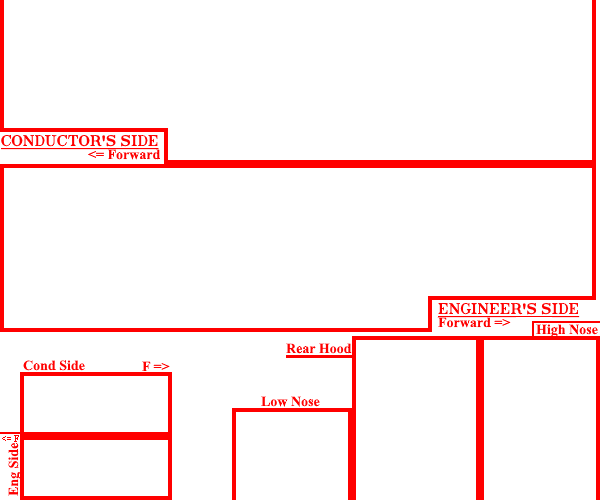 CONDUCTOR'S SIDE
<= Forward
ENGINEER'S SIDE
Forward =>
High Nose
Rear Hood
Cond Side F =>
Low Nose
Eng Side